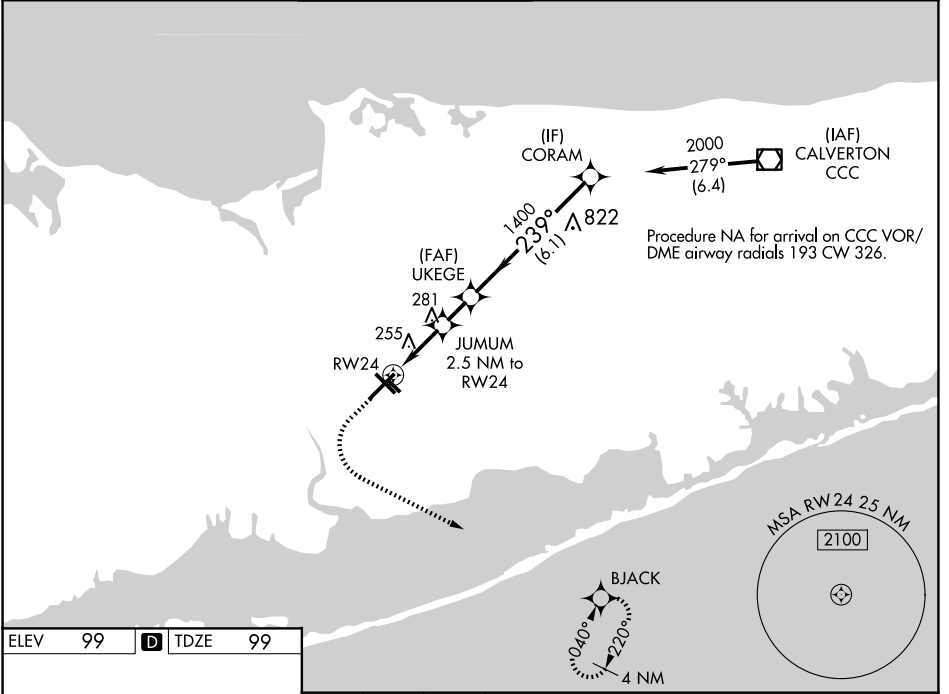 (IF)
CORAM
2000
279°
(6.4)
(IAF)
CALVERTON
CCC
1400
239°
(6.1)
822
Procedure NA for arrival on CCC VOR/
DME airway radials 193 CW 326.
(FAF)
UKEGE
281
255
JUMUM
2.5 NM to
RW24
RW24
MSA RW24 25 NM
2100
BJACK
040°
220°
4 NM
ELEV 99 D TDZE 99